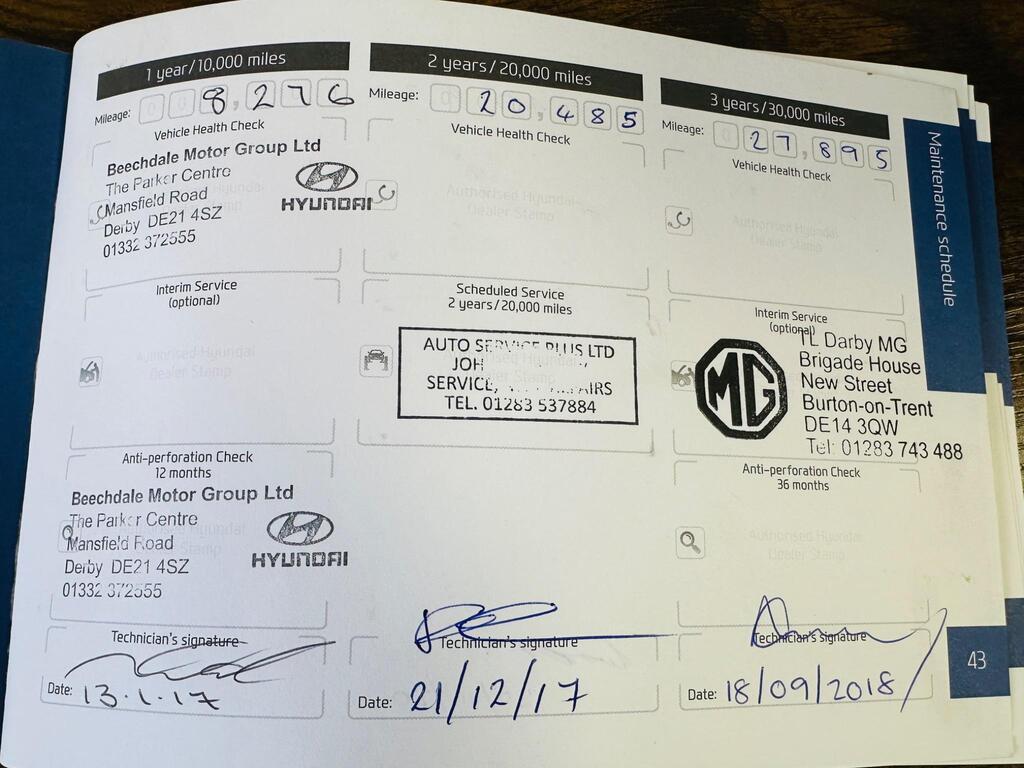 1 year/10,000 miles
Mileage: 008,276
Vehicle Health Check
Beechdale Motor Group Ltd
The Parker Centre
Mansfield Road
Derby DE21 4SZ
01332 372555
HYUNDAI
Interim Service
(optional)
Authorised Hyundai
Dealer Stamp
Anti-perforation Check
12 months
Beechdale Motor Group Ltd
The Parker Centre
Mansfield Road
Derby DE21 4SZ
01332 372555
HYUNDAI
Technician's signature
Date: 13.1.17
2 years/20,000 miles
Mileage: 020,485
Vehicle Health Check
Authorised Hyundai
Dealer Stamp
Scheduled Service
2 years/20,000 miles
AUTO SERVICE PLUS LTD
SERVICE,
TEL. 01283 537884
Technician's signature
Date: 21/12/17
3 years/30,000 miles
Mileage: 027,895
Vehicle Health Check
Authorised Hyundai
Dealer Stamp
Interim Service
(optional)
MG
TL Darby MG
Brigade House
New Street
Burton-on-Trent
DE14 3QW
Tel: 01283 743 488
Anti-perforation Check
36 months
Authorised Hyundai
Dealer Stamp
Technician's signature
Date: 18/09/2018
Maintenance schedule
43